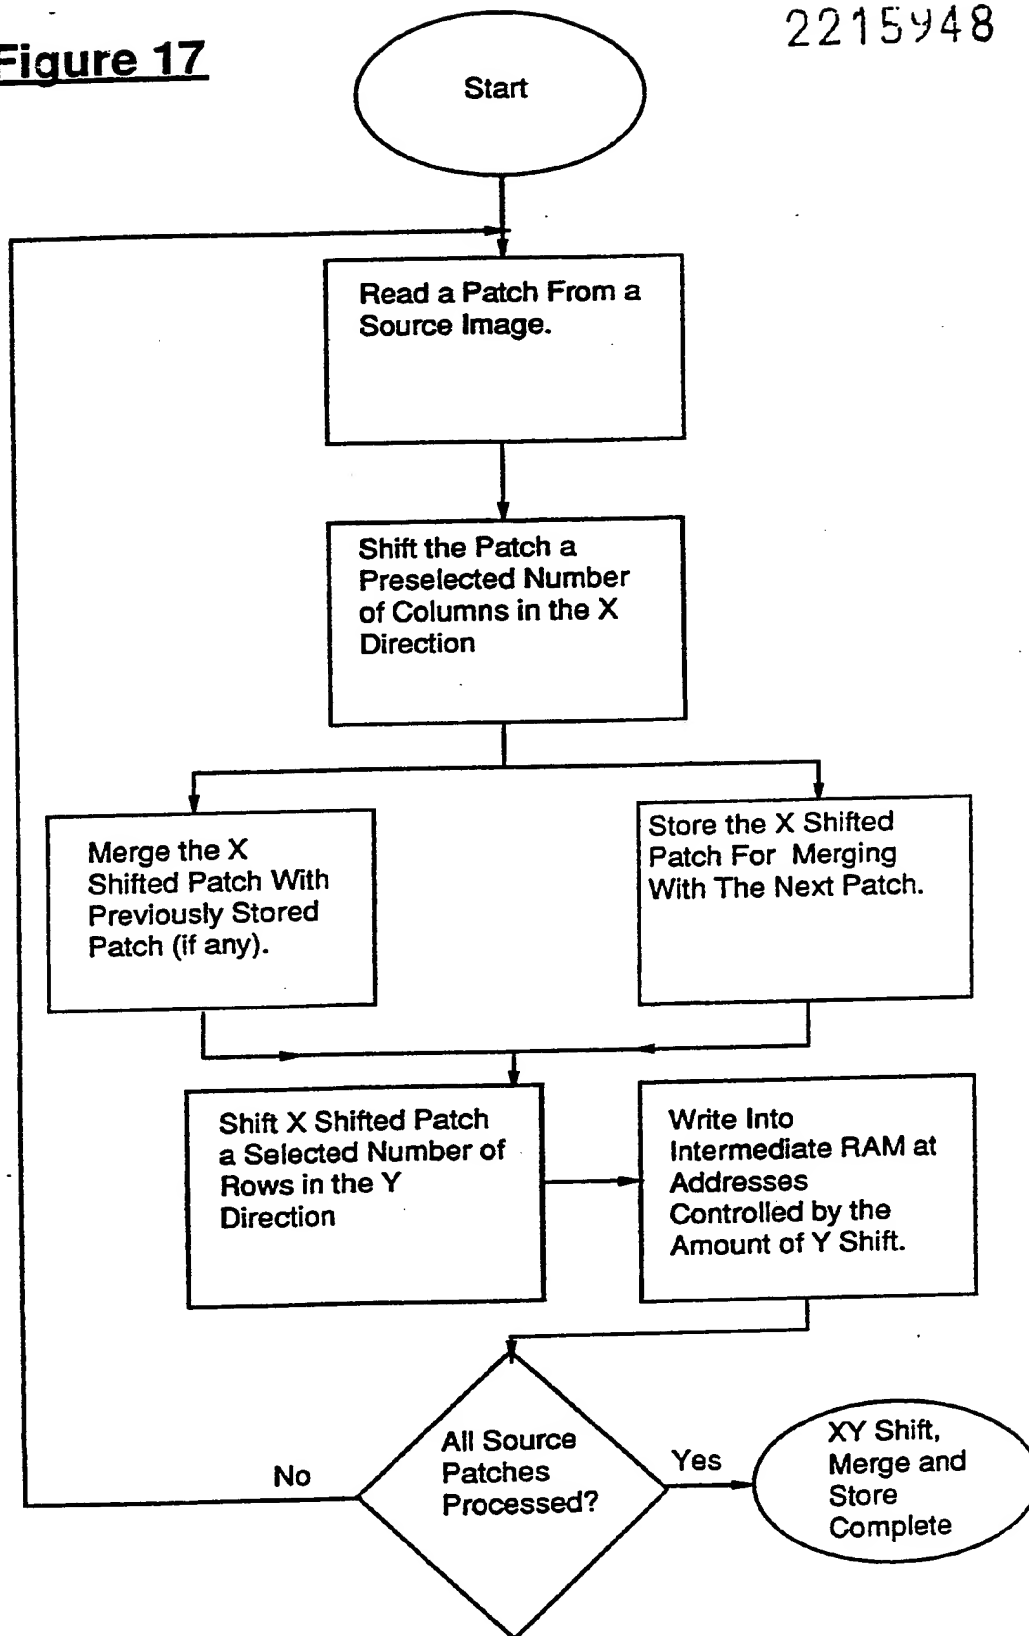 Figure 17
2215948
Start
Read a Patch From a
Source Image.
Shift the Patch a
Preselected Number
of Columns in the X
Direction
Merge the X
Shifted Patch With
Previously Stored
Patch (if any).
Store the X Shifted
Patch For Merging
With The Next Patch.
Shift X Shifted Patch
a Selected Number of
Rows in the Y
Direction
Write Into
Intermediate RAM at
Addresses
Controlled by the
Amount of Y Shift.
All Source
Patches
Processed?
No
Yes
XY Shift,
Merge and
Store
Complete